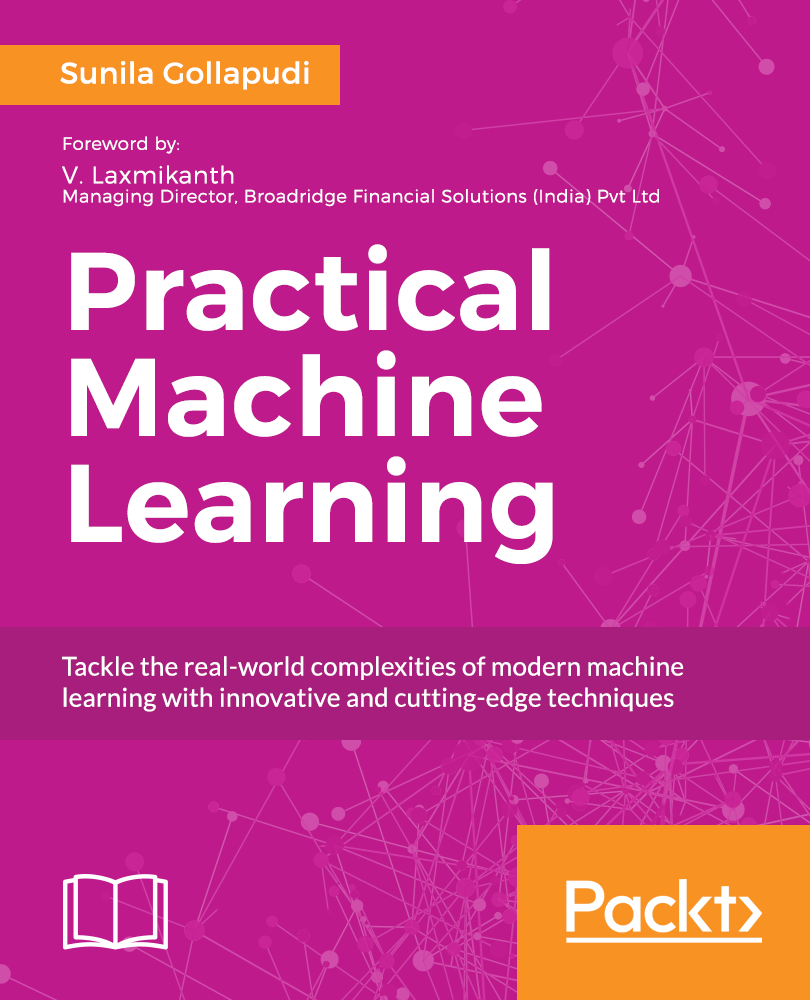 Sunila Gollapudi
Foreword by:
V. Laxmikanth
Managing Director, Broadridge Financial Solutions (India) Pvt Ltd
Practical
Machine
Learning
Tackle the real-world complexities of modern machine
learning with innovative and cutting-edge techniques
Packt